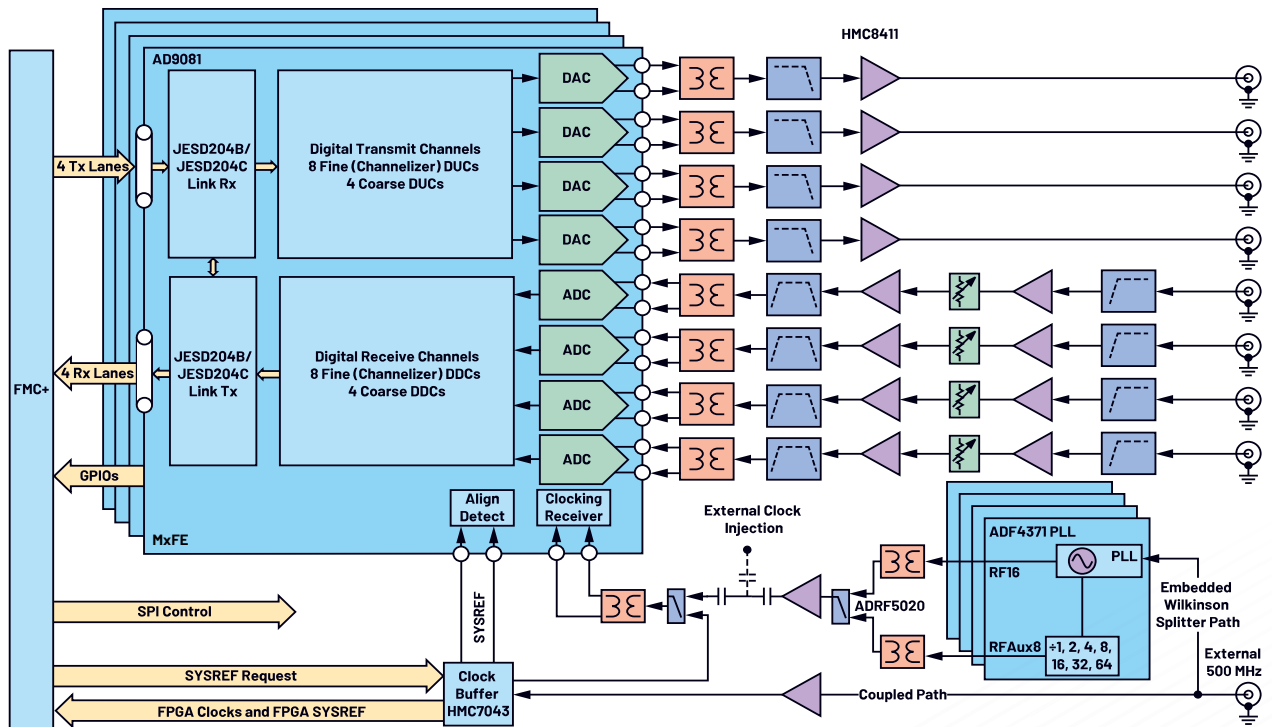 HMC8411
AD9081
JESD204B/
JESD204C
Link Rx
Digital Transmit Channels
8 Fine (Channelizer) DUCs
4 Coarse DUCs
DAC
DAC
DAC
DAC
4 Tx Lanes
JESD204B/
JESD204C
Link Tx
Digital Receive Channels
8 Fine (Channelizer) DDCs
4 Coarse DDCs
ADC
ADC
ADC
ADC
4 Rx Lanes
FMC+
GPIOs
Align
Detect
Clocking
Receiver
MxFE
External Clock
Injection
ADF4371 PLL
PLL
RF16
ADRF5020
RFAux8
÷1, 2, 4, 8,
16, 32, 64
Embedded
Wilkinson
Splitter Path
External
500 MHz
SPI Control
SYSREF
SYSREF Request
Clock
Buffer
HMC7043
Coupled Path
FPGA Clocks and FPGA SYSREF